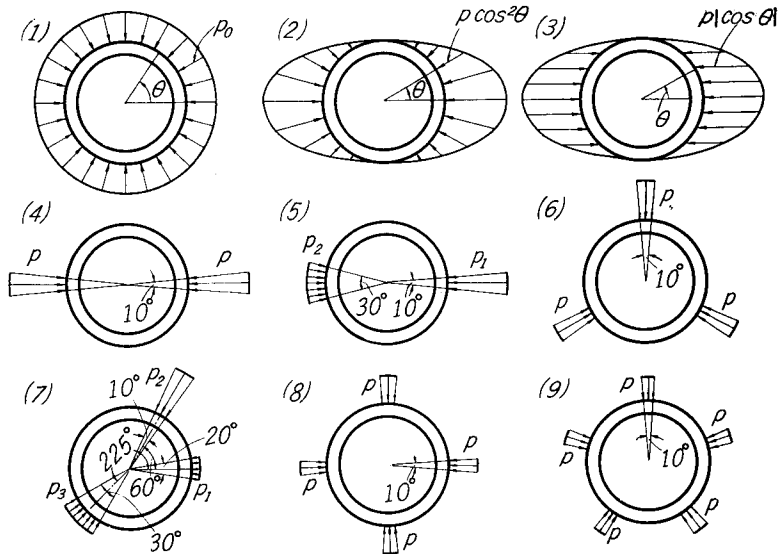 (1) p₀ θ
(2) p cos²θ θ
(3) p|cos θ| θ
(4) p p 10°
(5) p₂ 30° 10° p₁
(6) p. 10° p p
(7) 10° p₂ 225° 20° 60° p₁ p₃ 30°
(8) p p p 10° p
(9) p p p 10° p p